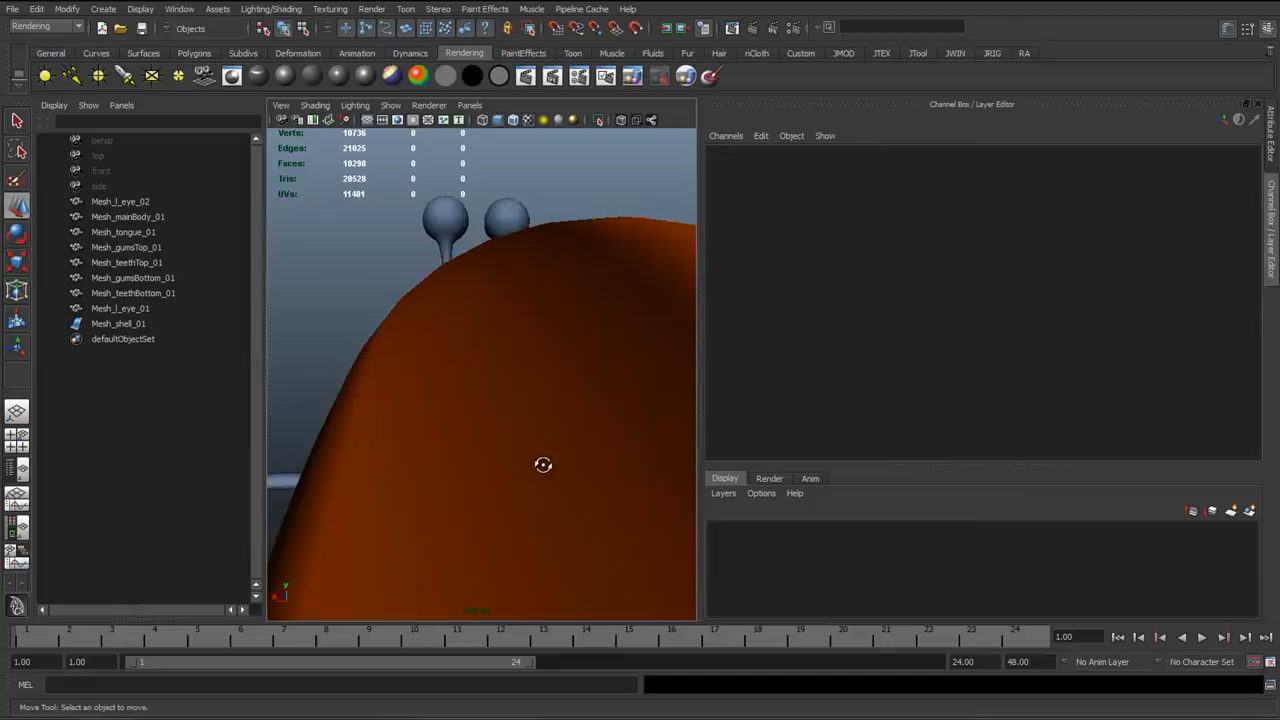 File Edit Modify Create Display Window Assets Lighting/Shading Texturing Render Toon Stereo Paint Effects Muscle Pipeline Cache Help
Rendering Objects
General Curves Surfaces Polygons Subdivs Deformation Animation Dynamics Rendering PaintEffects Toon Muscle Fluids Fur Hair nCloth Custom JMOD JTEX JTool JWIN JRIG RA
Display Show Panels
View Shading Lighting Show Renderer Panels
Channel Box / Layer Editor
Channels Edit Object Show
Verts: 10736 0 0
Edges: 21025 0 0
Faces: 10298 0 0
Tris: 20528 0 0
UVs: 11481 0 0
persp
top
front
side
Mesh_l_eye_02
Mesh_mainBody_01
Mesh_tongue_01
Mesh_gumsTop_01
Mesh_teethTop_01
Mesh_gumsBottom_01
Mesh_teethBottom_01
Mesh_l_eye_01
Mesh_shell_01
defaultObjectSet
y
x
Attribute Editor
Channel Box / Layer Editor
Display Render Anim
Layers Options Help
1 2 3 4 5 6 7 8 9 10 11 12 13 14 15 16 17 18 19 20 21 22 23 24 1.00
1.00 1.00 1 24 24.00 48.00 No Anim Layer No Character Set
MEL
Move Tool: Select an object to move.